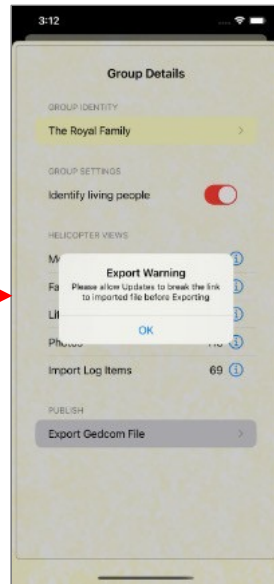 3:12
Group Details
GROUP IDENTITY
The Royal Family
GROUP SETTINGS
Identify living people
HELICOPTER VIEWS
Export Warning
Please allow Updates to break the link
to imported file before Exporting
OK
Import Log Items 69
PUBLISH
Export Gedcom File